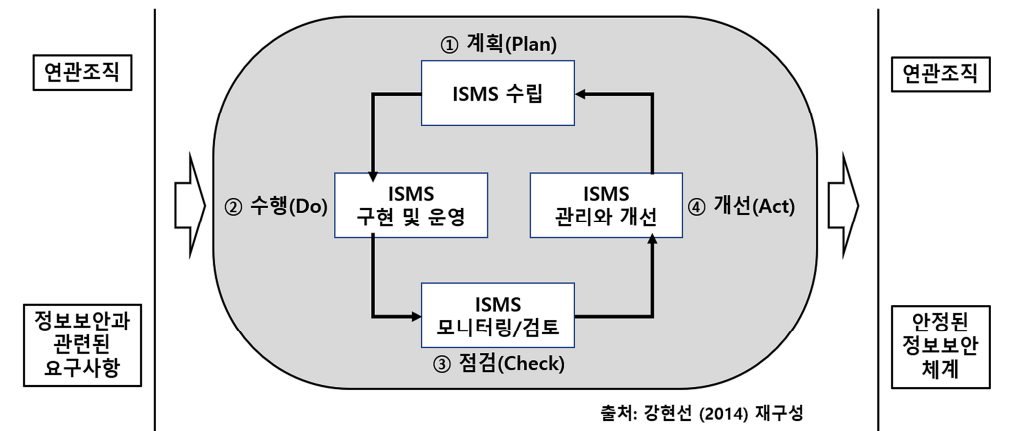 ① 계획(Plan)
연관조직
ISMS 수립
연관조직
② 수행(Do)
ISMS
구현 및 운영
ISMS
관리와 개선
④ 개선(Act)
정보보안과
관련된
요구사항
ISMS
모니터링/검토
③ 점검(Check)
안정된
정보보안
체계
출처: 강현선 (2014) 재구성